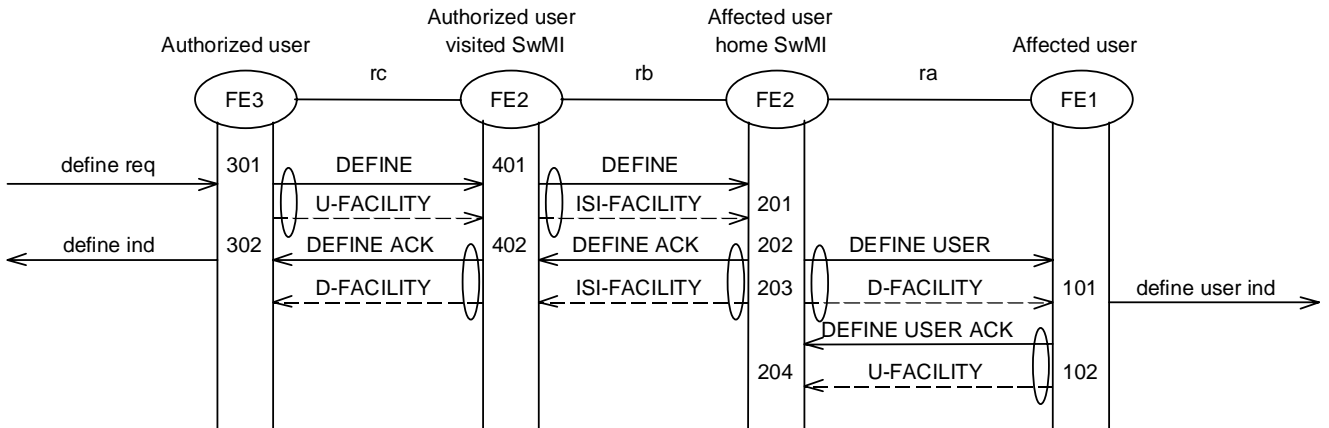 Authorized user
Authorized user
visited SwMI
Affected user
home SwMI
Affected user
rc
rb
ra
FE3
FE2
FE2
FE1
define req
301
DEFINE
401
DEFINE
U-FACILITY
ISI-FACILITY
201
define ind
302
DEFINE ACK
402
DEFINE ACK
202
DEFINE USER
D-FACILITY
ISI-FACILITY
203
D-FACILITY
101
define user ind
DEFINE USER ACK
204
U-FACILITY
102